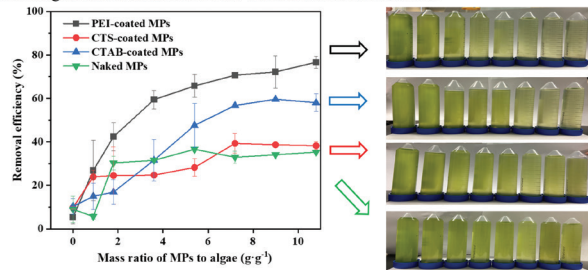 100
80
60
40
20
0
Removal efficiency (%)
PEI-coated MPs
CTS-coated MPs
CTAB-coated MPs
Naked MPs
0 2 4 6 8 10
Mass ratio of MPs to algae (g·g⁻¹)